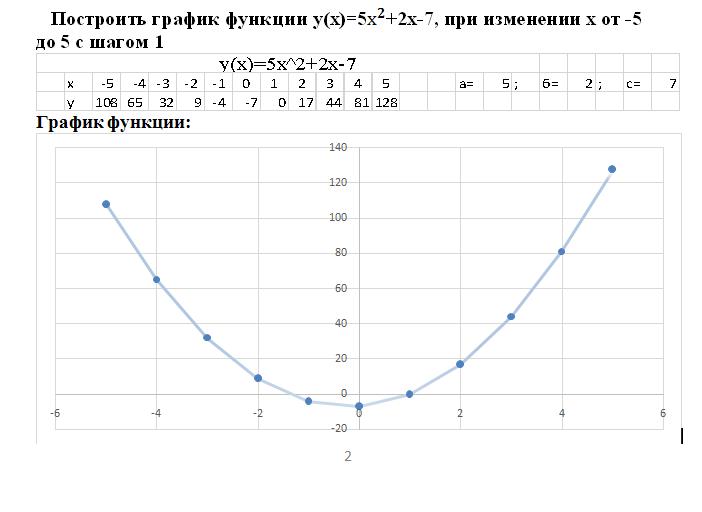 Построить график функции y(x)=5x²+2x-7, при изменении x от -5
до 5 с шагом 1
y(x)=5x^2+2x-7
x -5 -4 -3 -2 -1 0 1 2 3 4 5 a= 5 ; б= 2 ; c= 7
y 108 65 32 9 -4 -7 0 17 44 81 128
График функции:
140
120
100
80
60
40
20
0
-6 -4 -2 0 2 4 6
-20
2